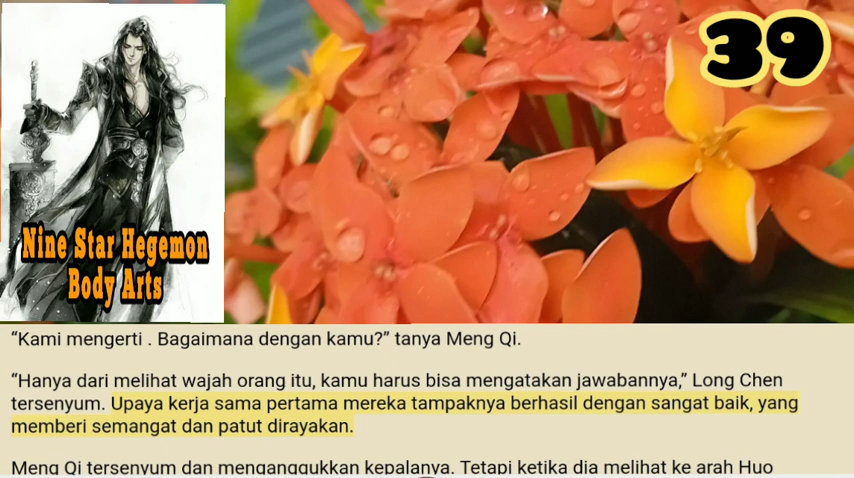 39
Nine Star Hegemon
Body Arts
“Kami mengerti . Bagaimana dengan kamu?” tanya Meng Qi.
“Hanya dari melihat wajah orang itu, kamu harus bisa mengatakan jawabannya,” Long Chen
tersenyum. Upaya kerja sama pertama mereka tampaknya berhasil dengan sangat baik, yang
memberi semangat dan patut dirayakan.
Meng Qi tersenyum dan menganggukkan kepalanya. Tetapi ketika dia melihat ke arah Huo